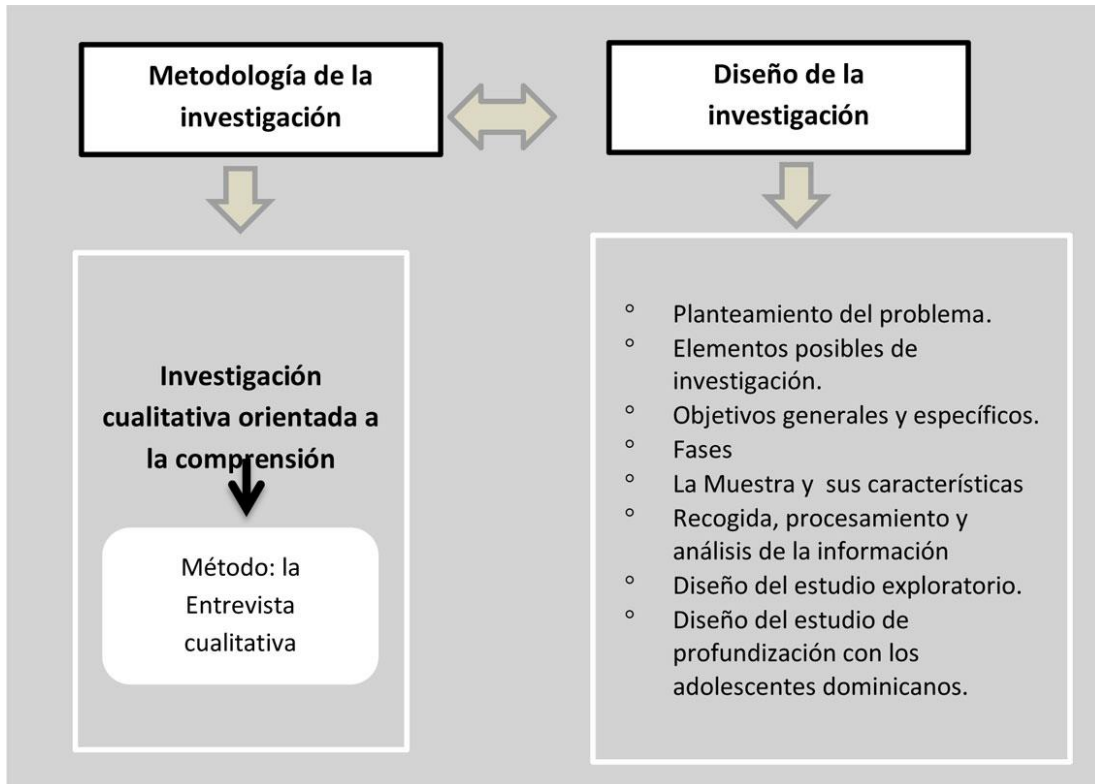 Metodología de la
investigación
Diseño de la
investigación
Investigación
cualitativa orientada a
la comprensión
Método: la
Entrevista
cualitativa
° Planteamiento del problema.
° Elementos posibles de
investigación.
° Objetivos generales y específicos.
° Fases
° La Muestra y sus características
° Recogida, procesamiento y
análisis de la información
° Diseño del estudio exploratorio.
° Diseño del estudio de
profundización con los
adolescentes dominicanos.